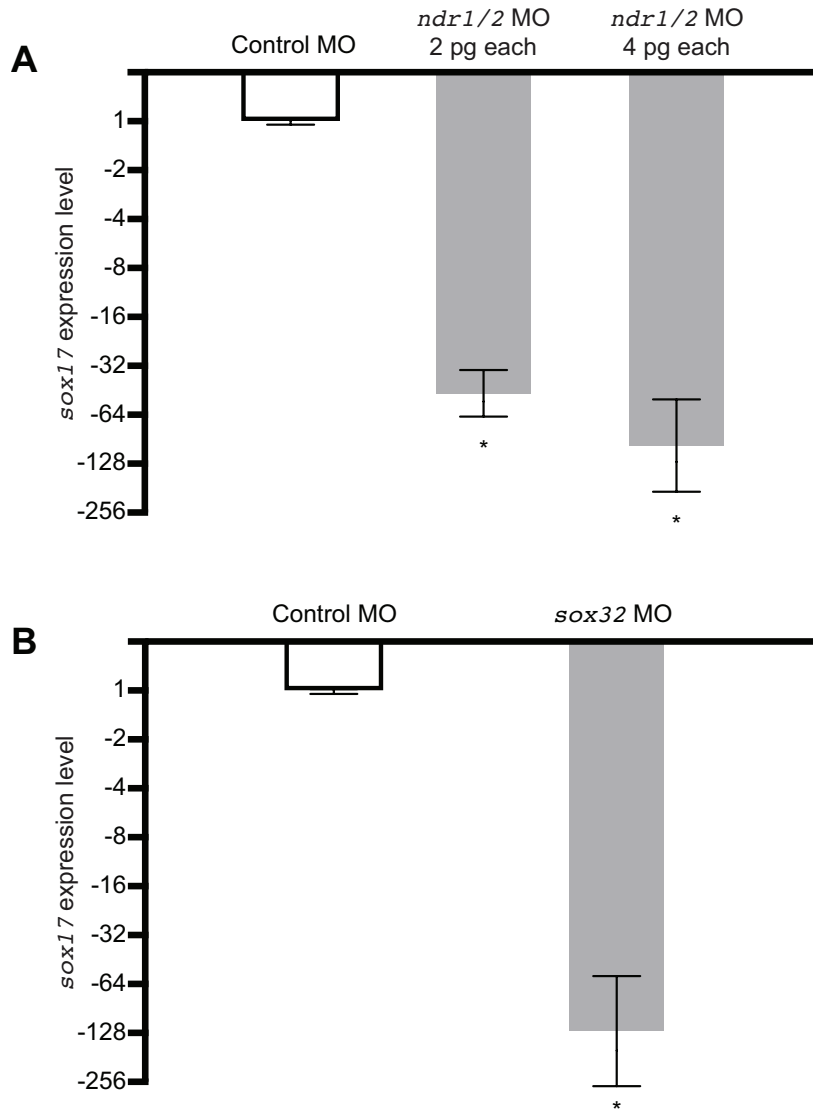 A
Control MO
ndr1/2 MO
2 pg each
ndr1/2 MO
4 pg each
sox17 expression level
1
-2
-4
-8
-16
-32
-64
-128
-256
*
*
B
Control MO
sox32 MO
sox17 expression level
1
-2
-4
-8
-16
-32
-64
-128
-256
*